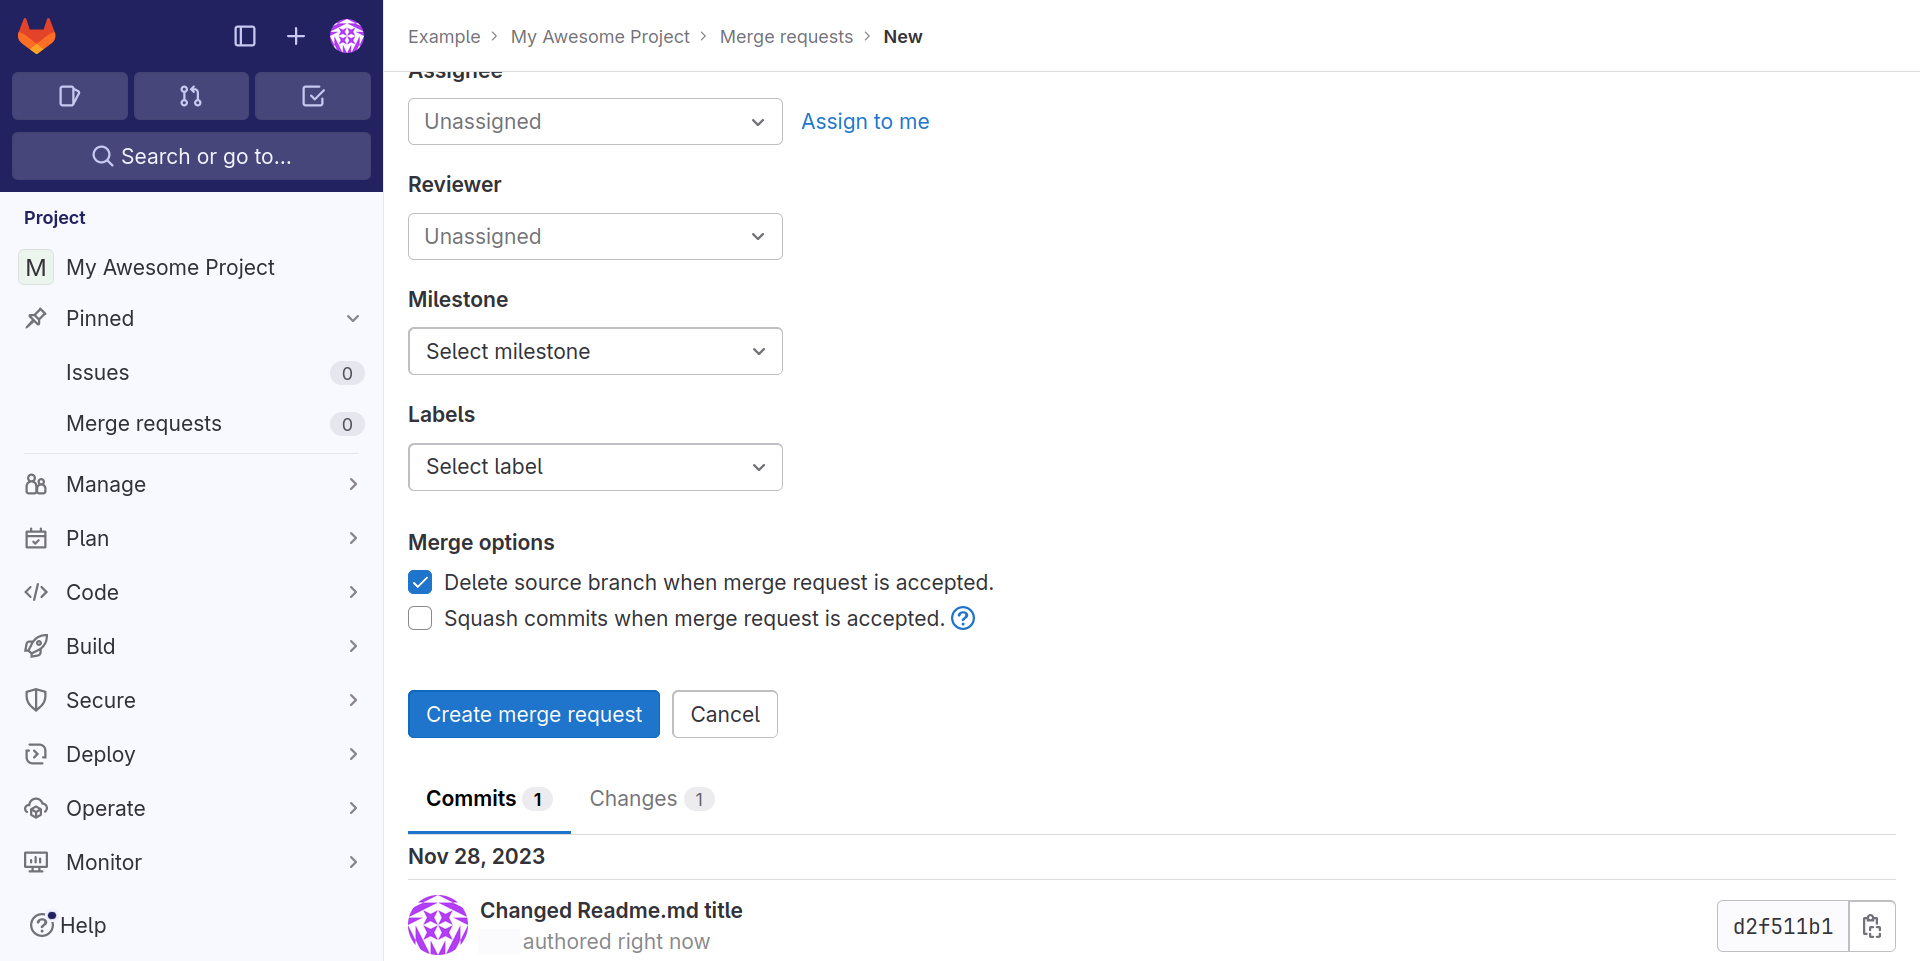 Example > My Awesome Project > Merge requests > New
Search or go to...
Project
M My Awesome Project
Pinned
Issues 0
Merge requests 0
Manage
Plan
Code
Build
Secure
Deploy
Operate
Monitor
Help
Assignee
Unassigned
Assign to me
Reviewer
Unassigned
Milestone
Select milestone
Labels
Select label
Merge options
Delete source branch when merge request is accepted.
Squash commits when merge request is accepted.
Create merge request
Cancel
Commits 1
Changes 1
Nov 28, 2023
Changed Readme.md title
authored right now
d2f511b1